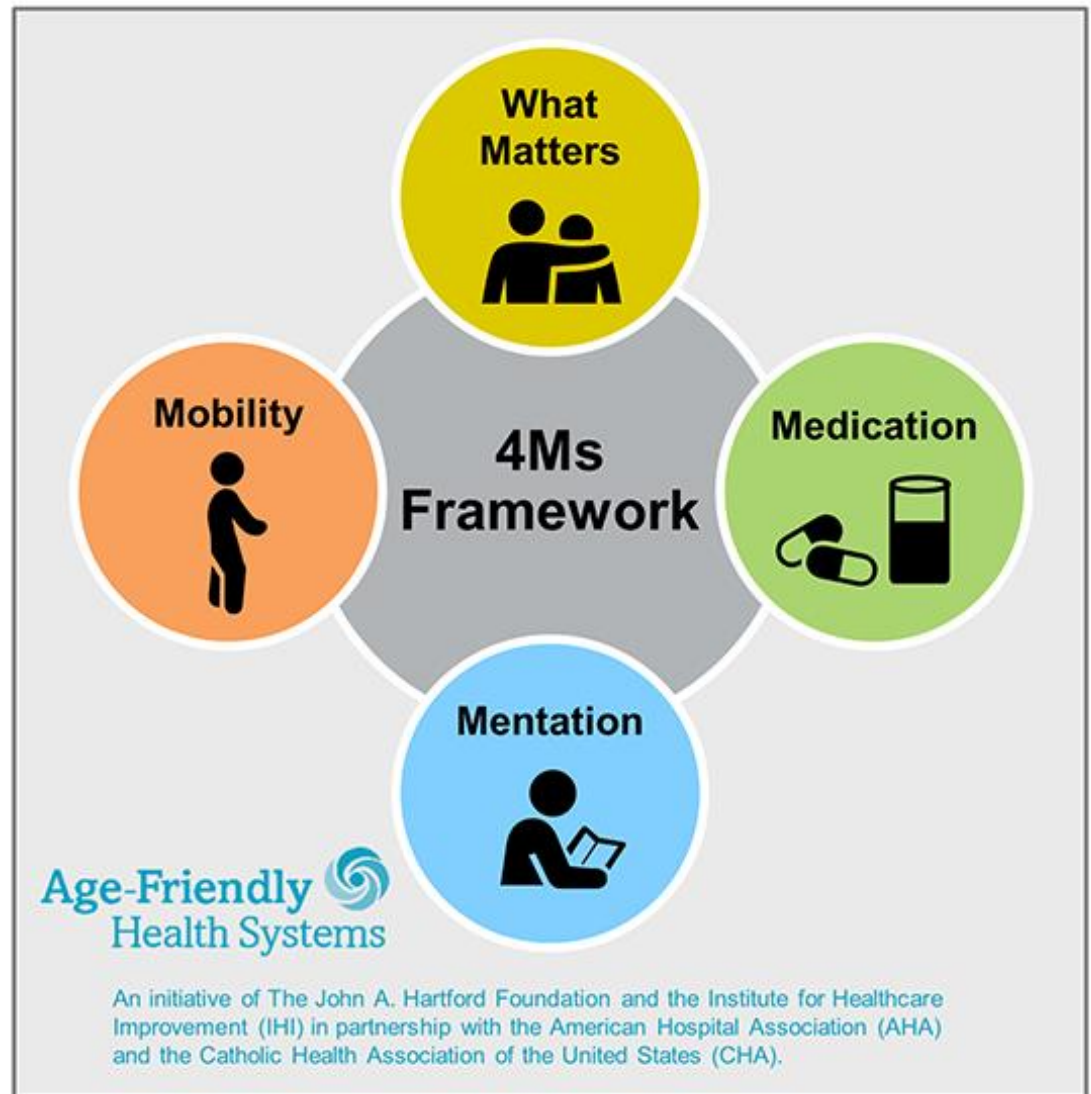 What
Matters
Mobility
4Ms
Framework
Medication
Mentation
Age-Friendly
Health Systems
An initiative of The John A. Hartford Foundation and the Institute for Healthcare
Improvement (IHI) in partnership with the American Hospital Association (AHA)
and the Catholic Health Association of the United States (CHA).